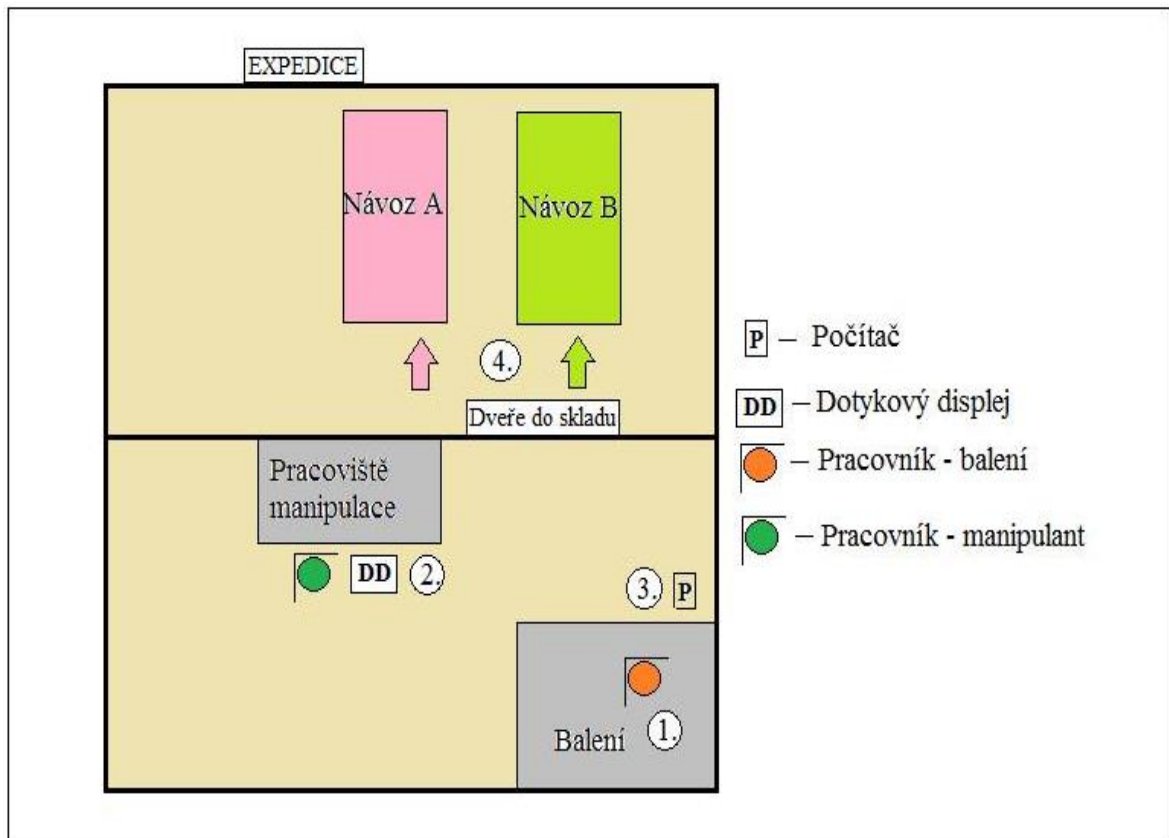 EXPEDICE
Návoz A
Návoz B
4.
Dveře do skladu
Pracoviště
manipulace
DD
2.
3.
P
Balení
1.
P – Počítač
DD – Dotykový displej
– Pracovník - balení
– Pracovník - manipulant